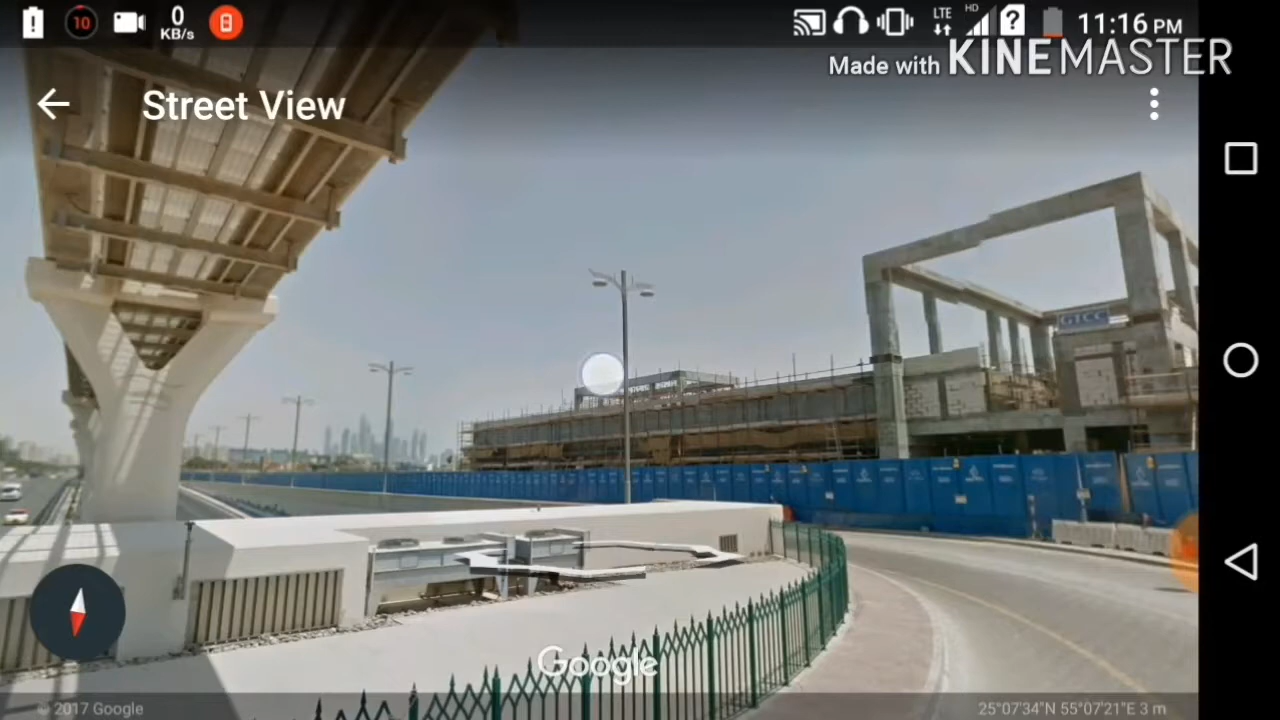 10
0
KB/s
LTE
HD
?
11:16 PM
Made with KINEMASTER
Street View
GTCC
Google
© 2017 Google
25°07'34"N 55°07'21"E 3 m